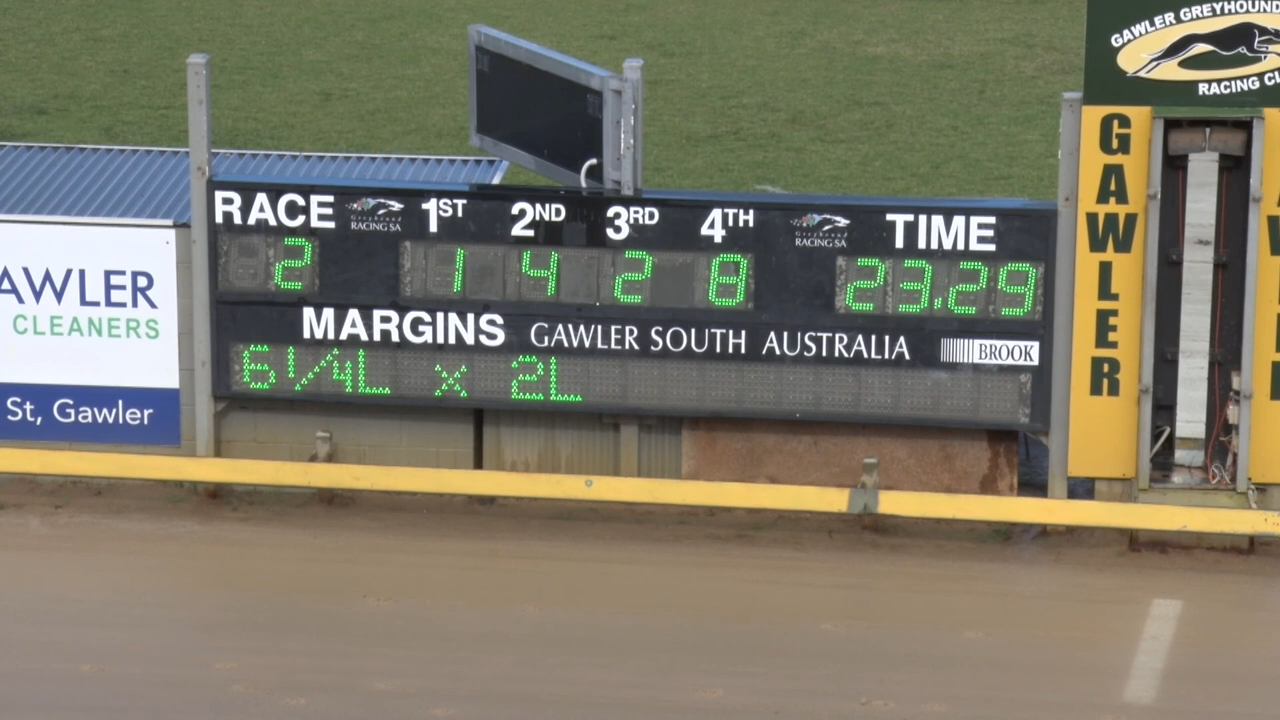 GAWLER GREYHOUND
RACING CL
GAWLER
RACE 1ST 2ND 3RD 4TH TIME
Greyhound RACING SA
Greyhound RACING SA
2 1 4 2 8 23.29
MARGINS GAWLER SOUTH AUSTRALIA BROOK
6 1/4L x 2L
AWLER
CLEANERS
St, Gawler